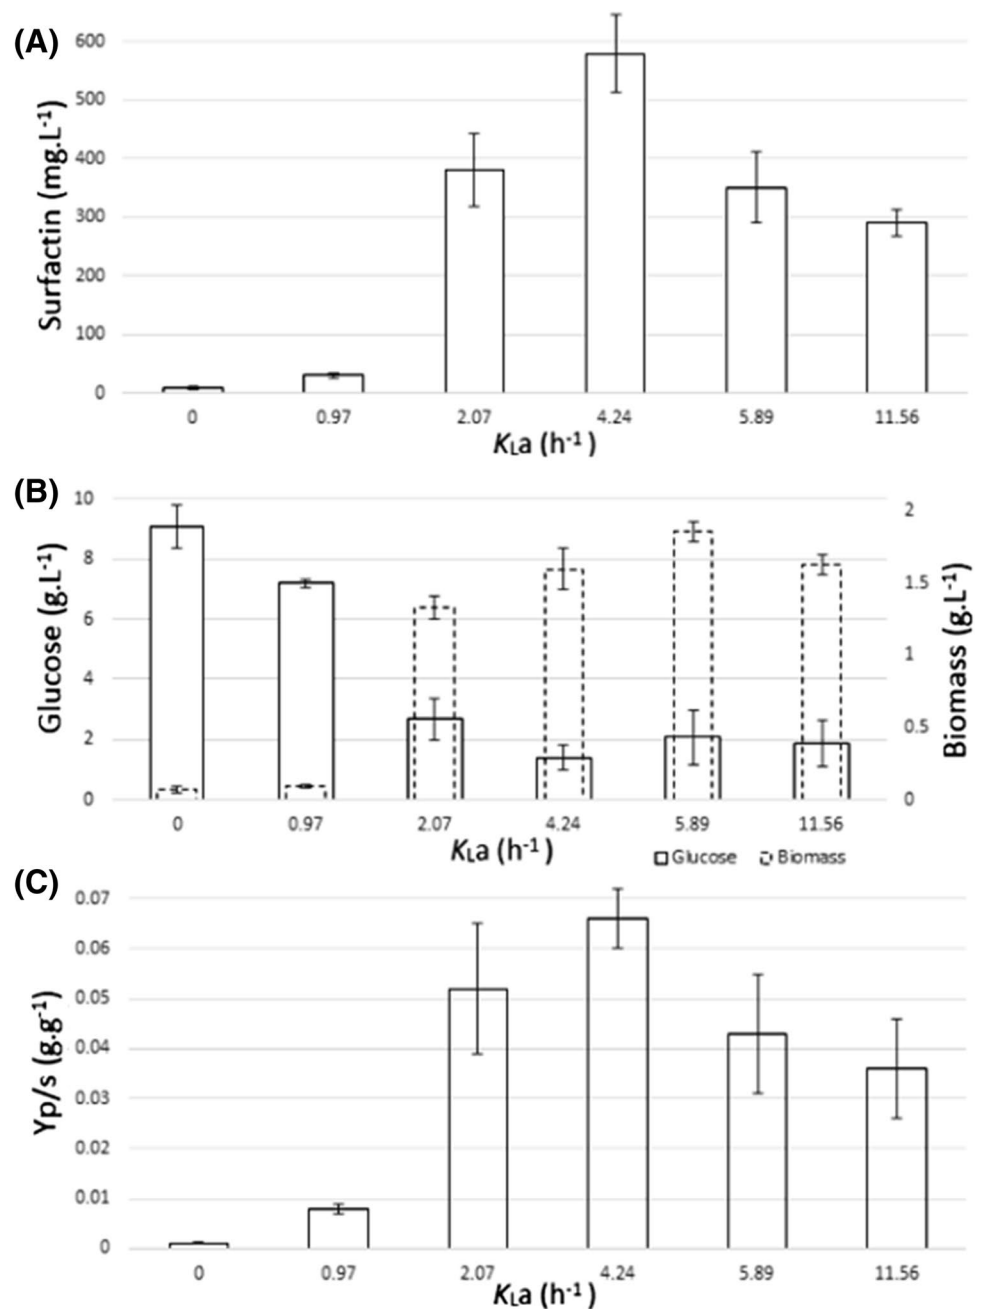 (A)
Surfactin (mg.L-1)
600
500
400
300
200
100
0
0 0.97 2.07 4.24 5.89 11.56
KLa (h-1)
(B)
Glucose (g.L-1)
10
8
6
4
2
0
Biomass (g.L-1)
2
1.5
1
0.5
0
0 0.97 2.07 4.24 5.89 11.56
KLa (h-1)
Glucose Biomass
(C)
Yp/s (g.g-1)
0.07
0.06
0.05
0.04
0.03
0.02
0.01
0
0 0.97 2.07 4.24 5.89 11.56
KLa (h-1)